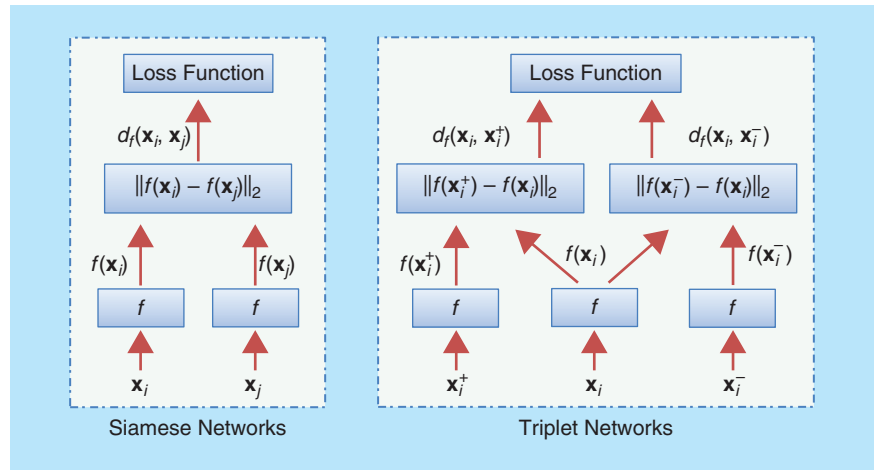 Loss Function
d_f(x_i, x_j)
||f(x_i) – f(x_j)||_2
f(x_i) f(x_j)
f f
x_i x_j
Siamese Networks
Loss Function
d_f(x_i, x_i^+) d_f(x_i, x_i^–)
||f(x_i^+) – f(x_i)||_2 ||f(x_i^–) – f(x_i)||_2
f(x_i^+) f(x_i) f(x_i^–)
f f f
x_i^+ x_i x_i^–
Triplet Networks